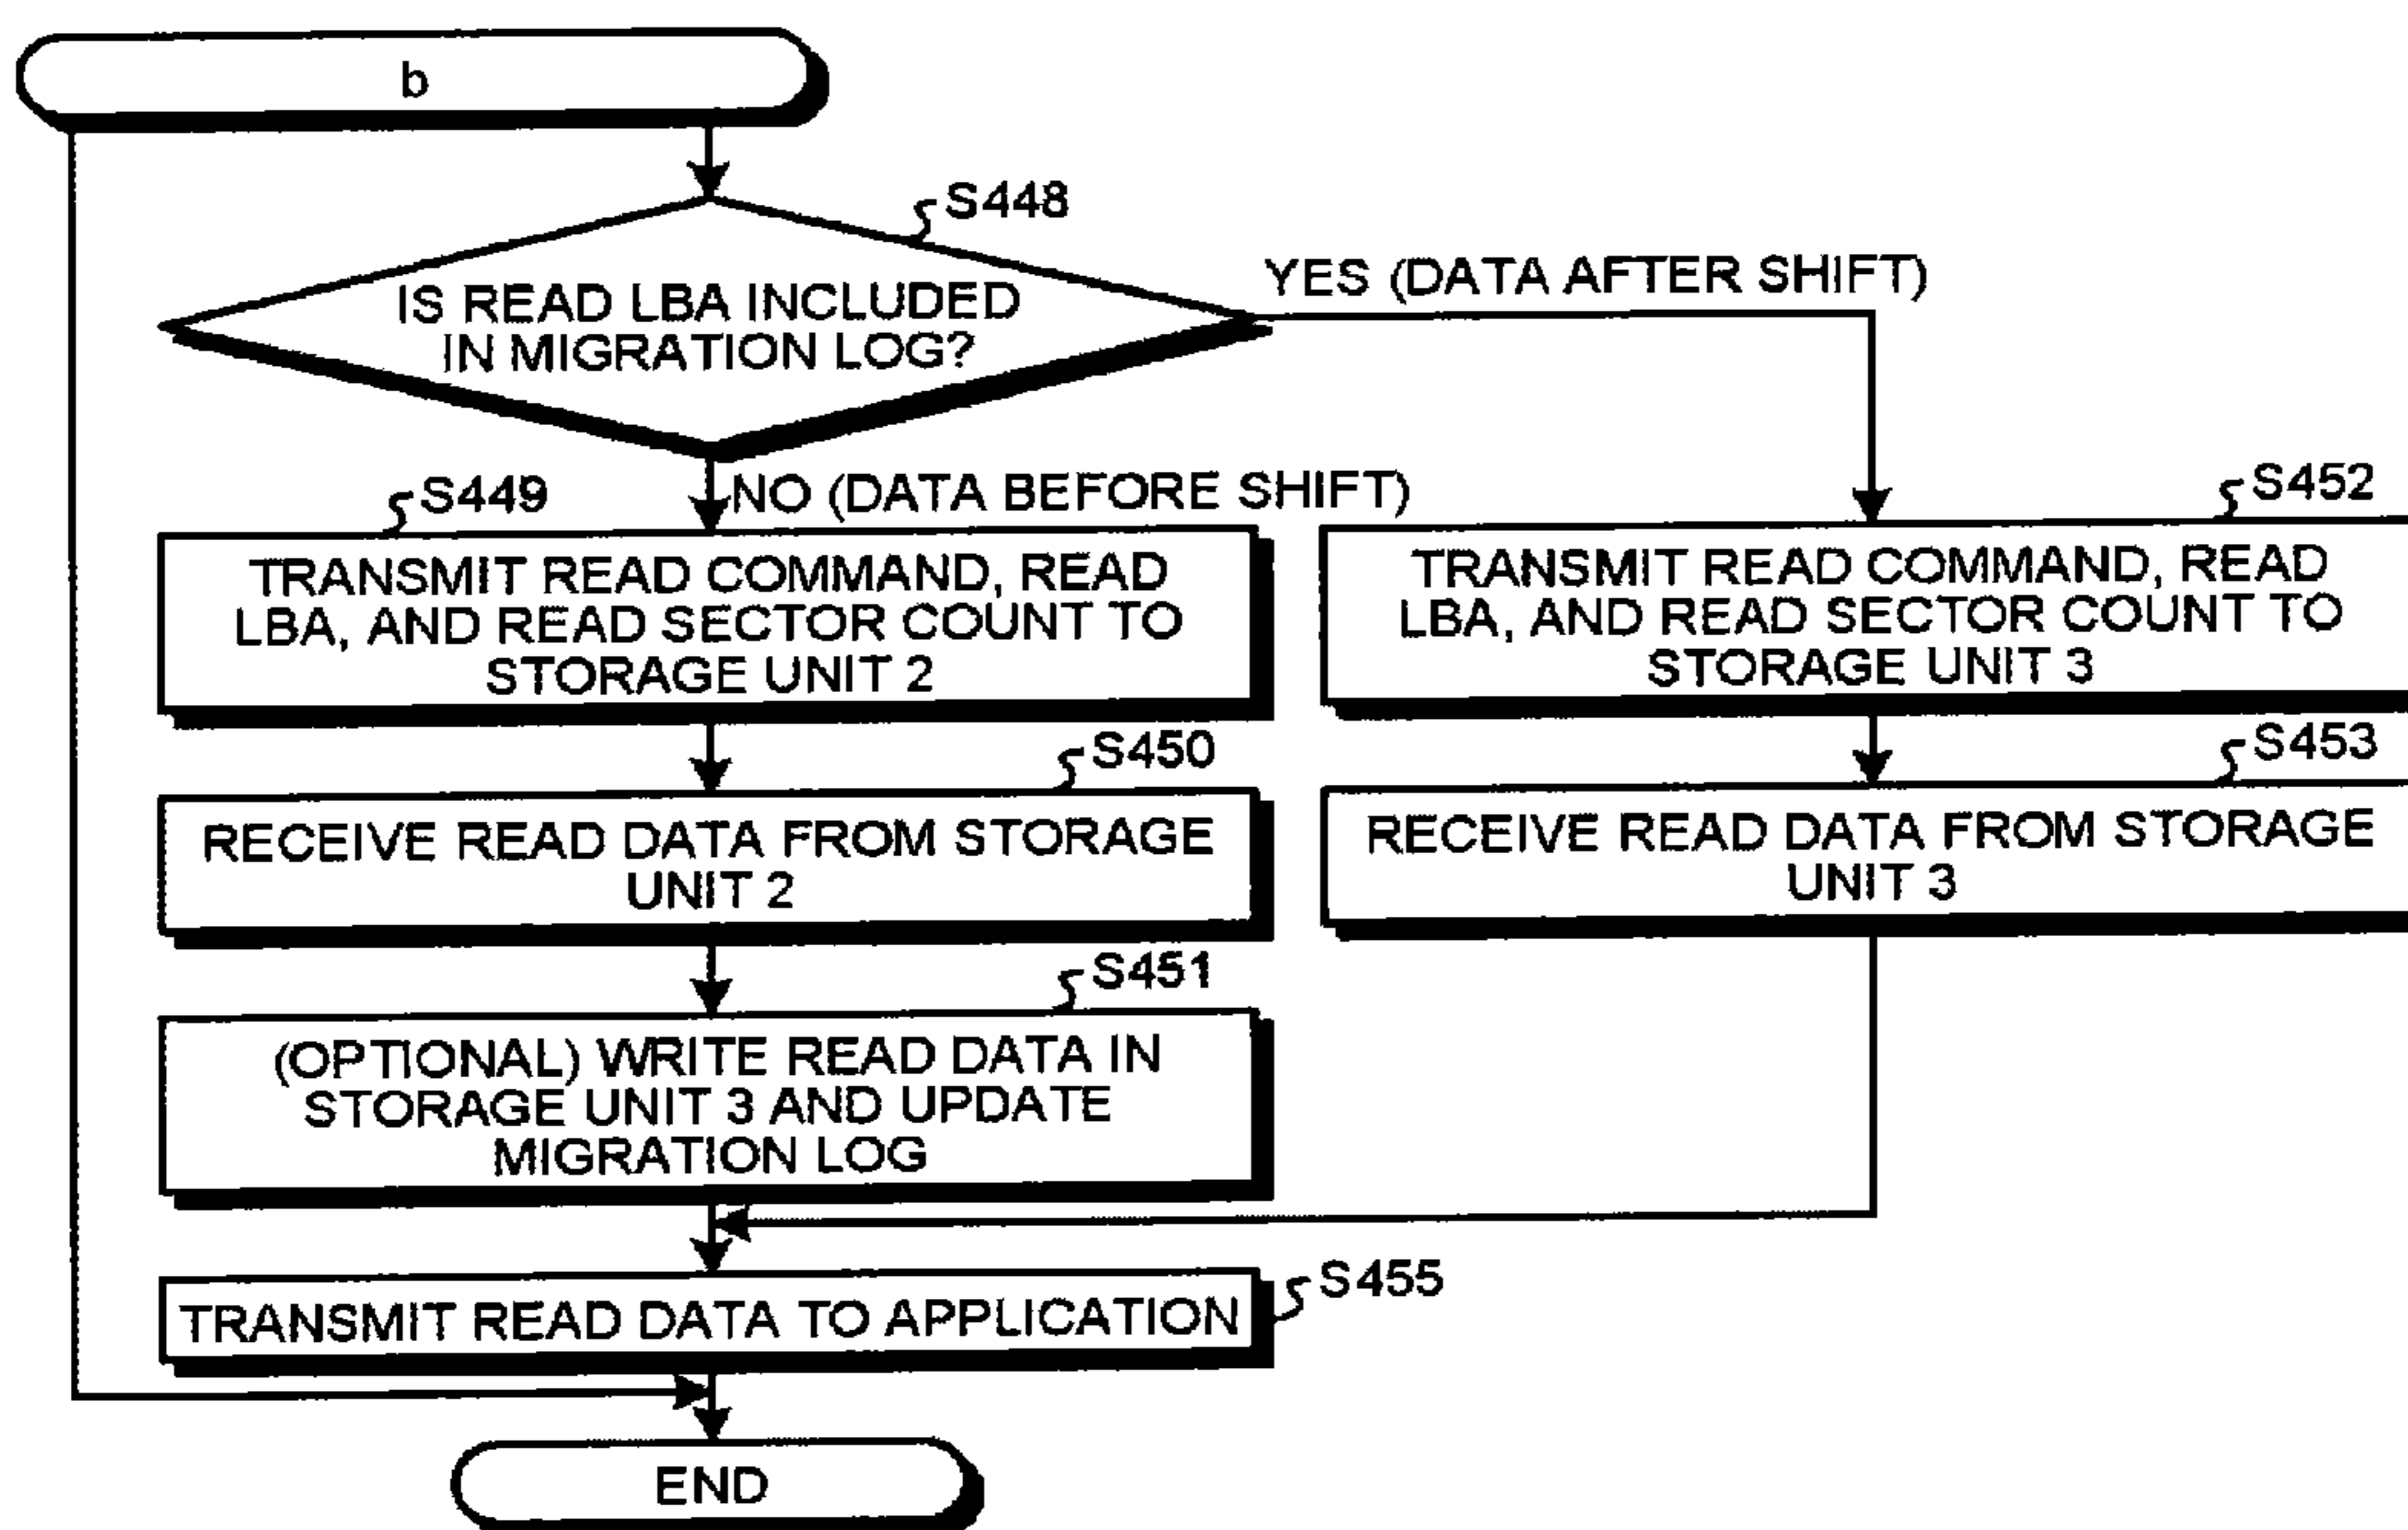 b
S448
IS READ LBA INCLUDED
IN MIGRATION LOG?
YES (DATA AFTER SHIFT)
NO (DATA BEFORE SHIFT)
S449
TRANSMIT READ COMMAND, READ
LBA, AND READ SECTOR COUNT TO
STORAGE UNIT 2
S452
TRANSMIT READ COMMAND, READ
LBA, AND READ SECTOR COUNT TO
STORAGE UNIT 3
S450
RECEIVE READ DATA FROM STORAGE
UNIT 2
S453
RECEIVE READ DATA FROM STORAGE
UNIT 3
S451
(OPTIONAL) WRITE READ DATA IN
STORAGE UNIT 3 AND UPDATE
MIGRATION LOG
S455
TRANSMIT READ DATA TO APPLICATION
END